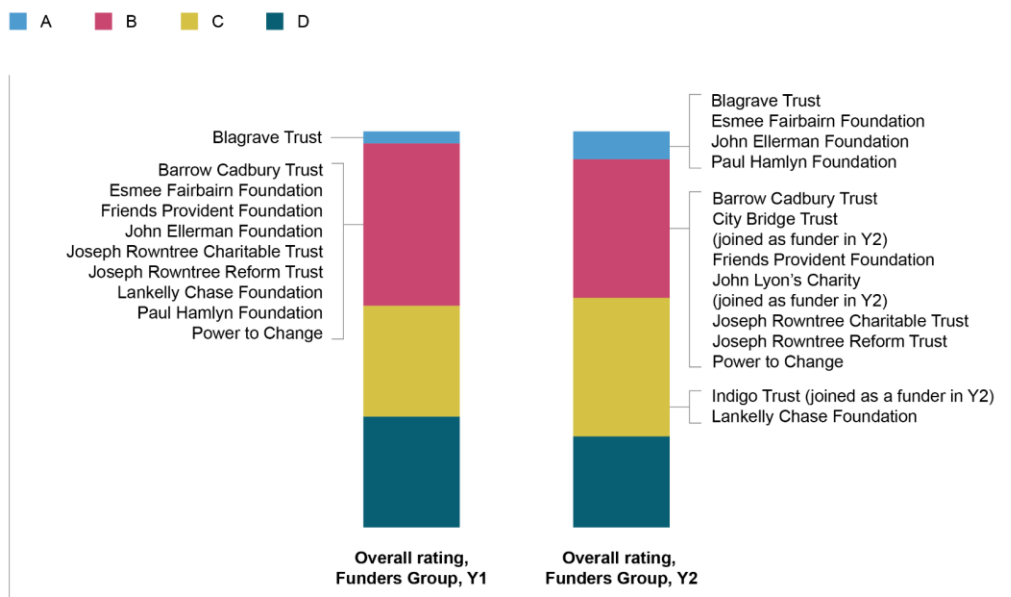 A
B
C
D
Blagrave Trust
Barrow Cadbury Trust
Esmee Fairbairn Foundation
Friends Provident Foundation
John Ellerman Foundation
Joseph Rowntree Charitable Trust
Joseph Rowntree Reform Trust
Lankelly Chase Foundation
Paul Hamlyn Foundation
Power to Change
Overall rating,
Funders Group, Y1
Blagrave Trust
Esmee Fairbairn Foundation
John Ellerman Foundation
Paul Hamlyn Foundation
Barrow Cadbury Trust
City Bridge Trust
(joined as funder in Y2)
Friends Provident Foundation
John Lyon’s Charity
(joined as funder in Y2)
Joseph Rowntree Charitable Trust
Joseph Rowntree Reform Trust
Power to Change
Indigo Trust (joined as a funder in Y2)
Lankelly Chase Foundation
Overall rating,
Funders Group, Y2